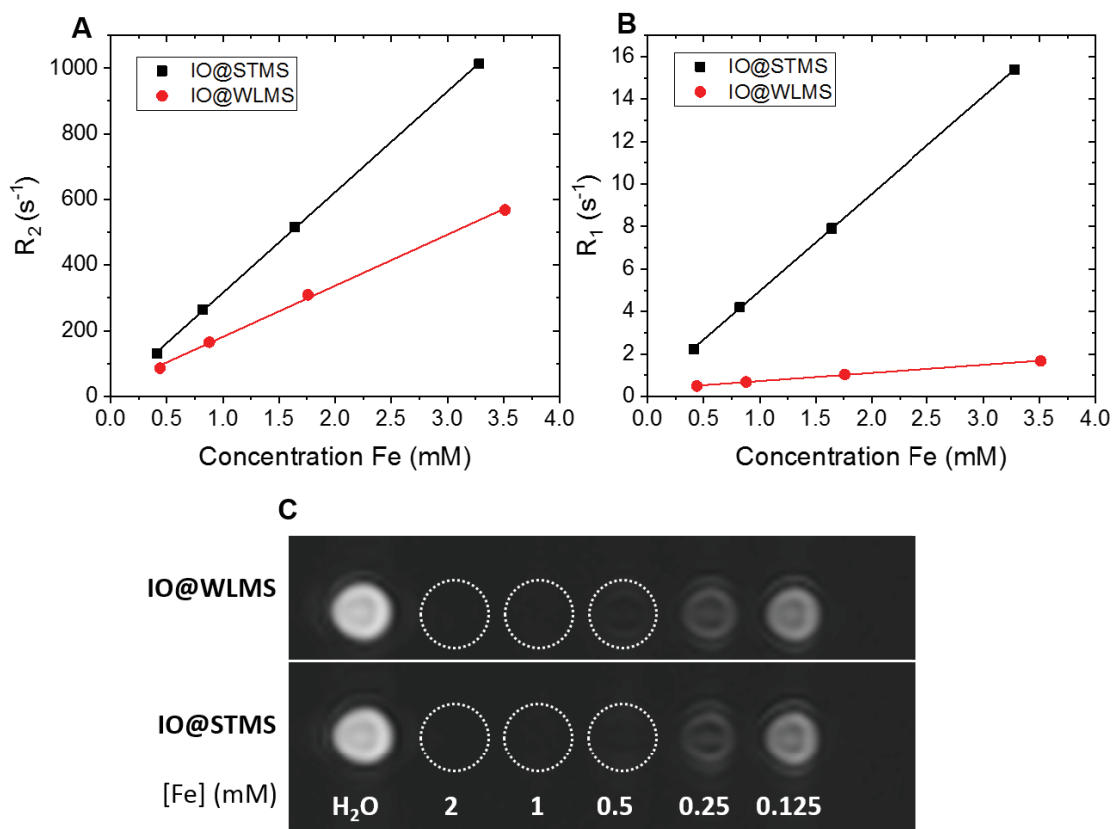 A
IO@STMS
IO@WLMS
R₂ (s⁻¹)
1000
800
600
400
200
0
0.0 0.5 1.0 1.5 2.0 2.5 3.0 3.5 4.0
Concentration Fe (mM)
B
IO@STMS
IO@WLMS
R₁ (s⁻¹)
16
14
12
10
8
6
4
2
0
0.0 0.5 1.0 1.5 2.0 2.5 3.0 3.5 4.0
Concentration Fe (mM)
C
IO@WLMS
IO@STMS
[Fe] (mM)
H₂O 2 1 0.5 0.25 0.125